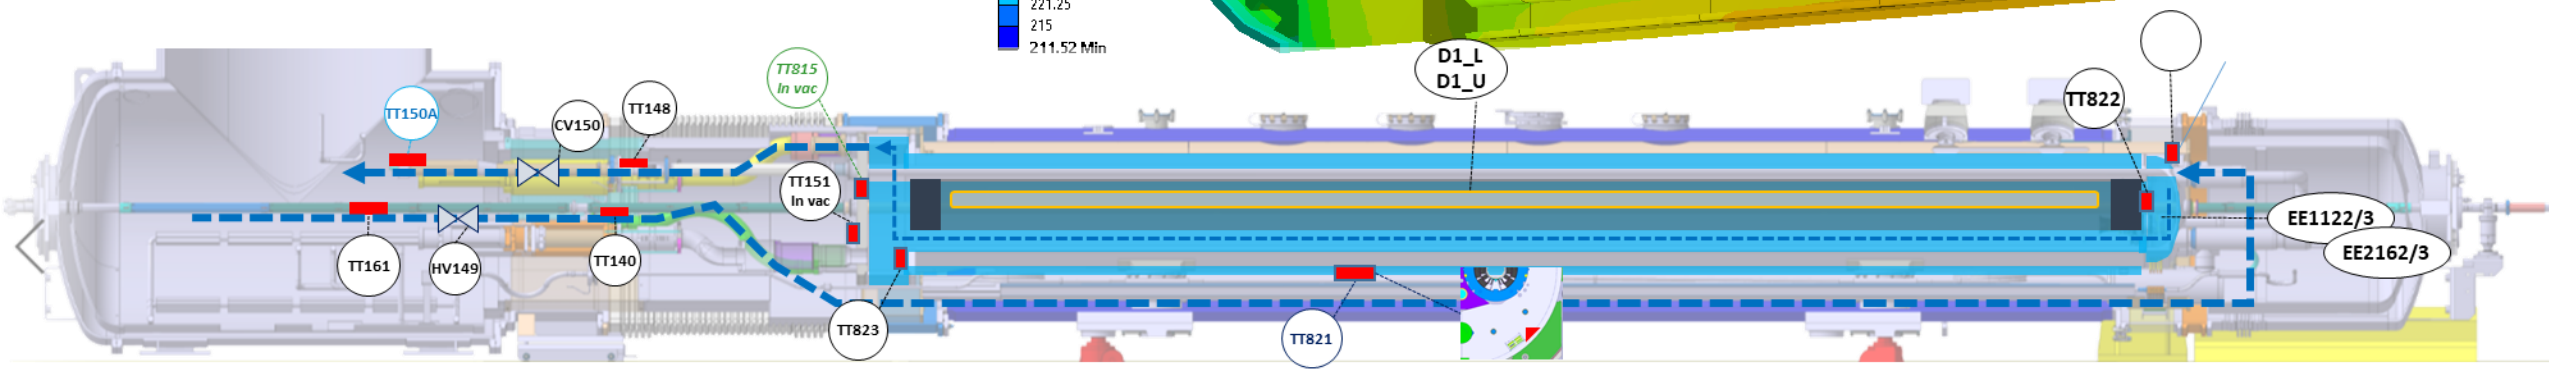 221.25
215
211.52 Min
D1_L
D1_U
TT815
In vac
TT150A
CV150
TT148
TT822
TT151
In vac
EE1122/3
EE2162/3
TT161
HV149
TT140
TT823
TT821